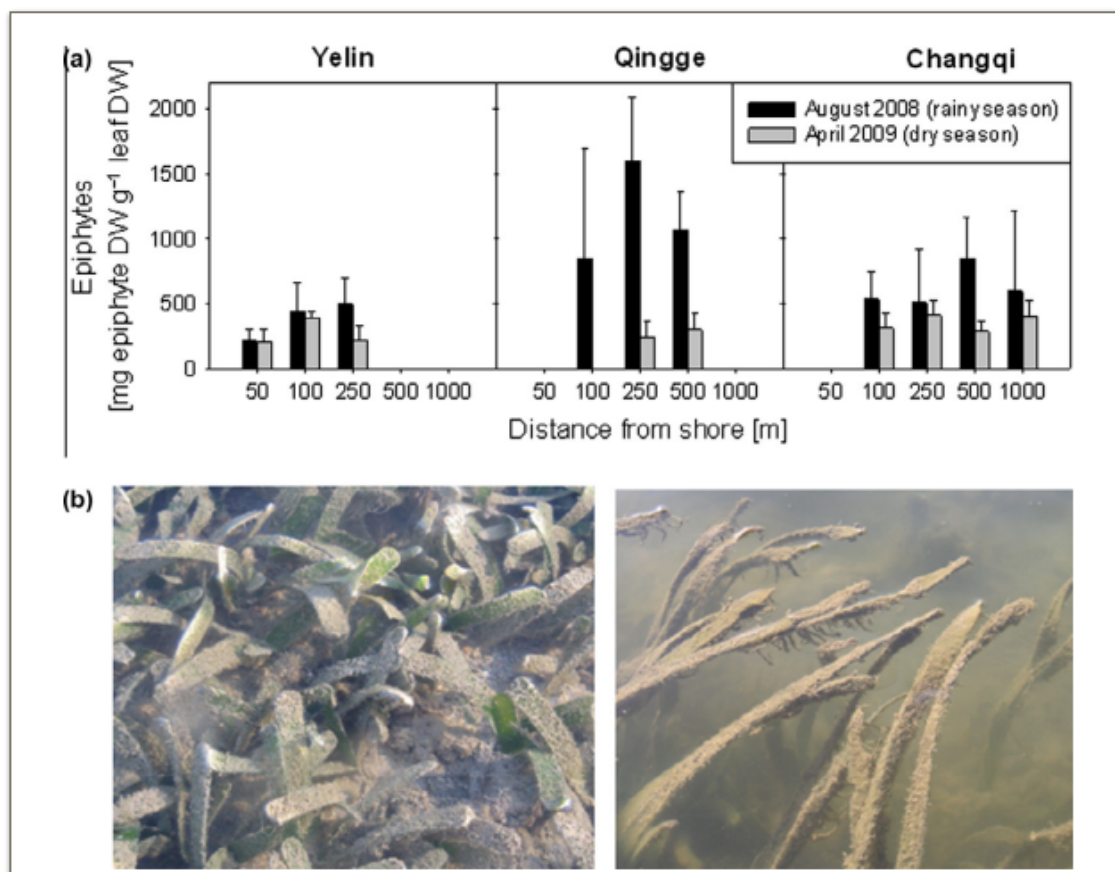 (a)
Yelin Qingge Changqi
August 2008 (rainy season)
April 2009 (dry season)
Epiphytes
[mg epiphyte DW g⁻¹ leaf DW]
2000
1500
1000
500
0
50 100 250 500 1000 50 100 250 500 1000 50 100 250 500 1000
Distance from shore [m]
(b)